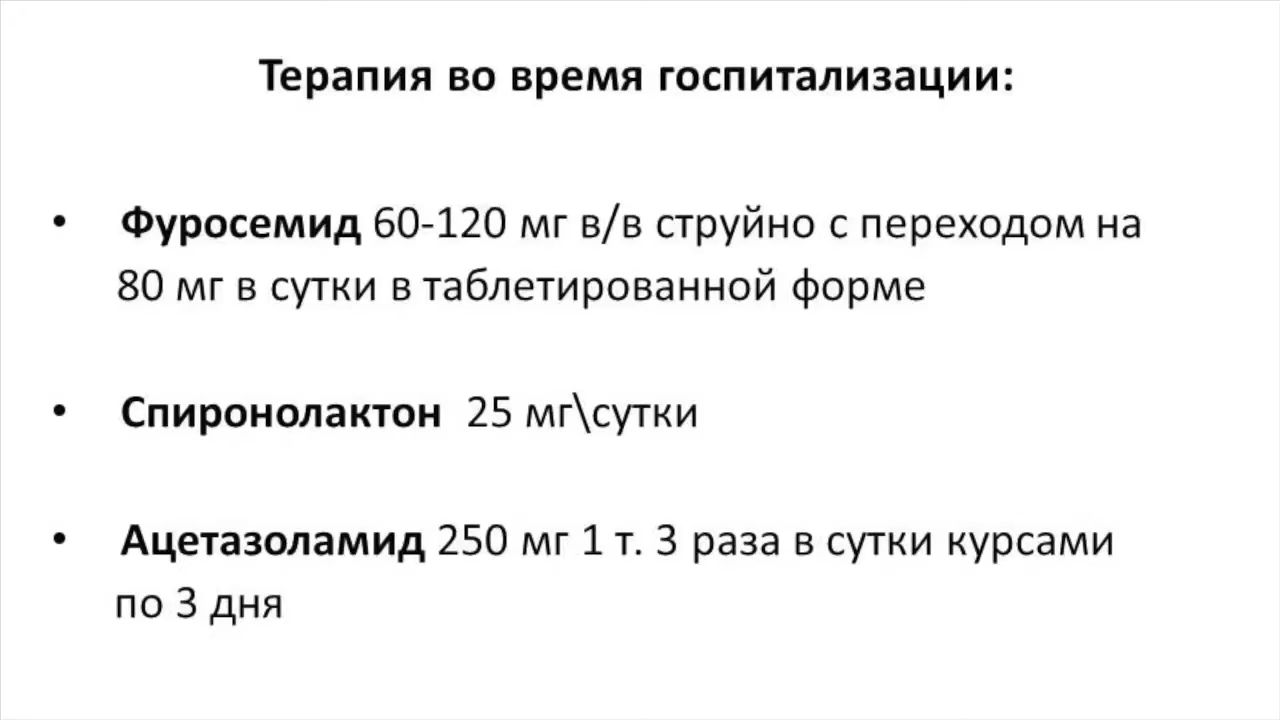 Терапия во время госпитализации:
• Фуросемид 60-120 мг в/в струйно с переходом на
80 мг в сутки в таблетированной форме
• Спиронолактон 25 мг\сутки
• Ацетазоламид 250 мг 1 т. 3 раза в сутки курсами
по 3 дня